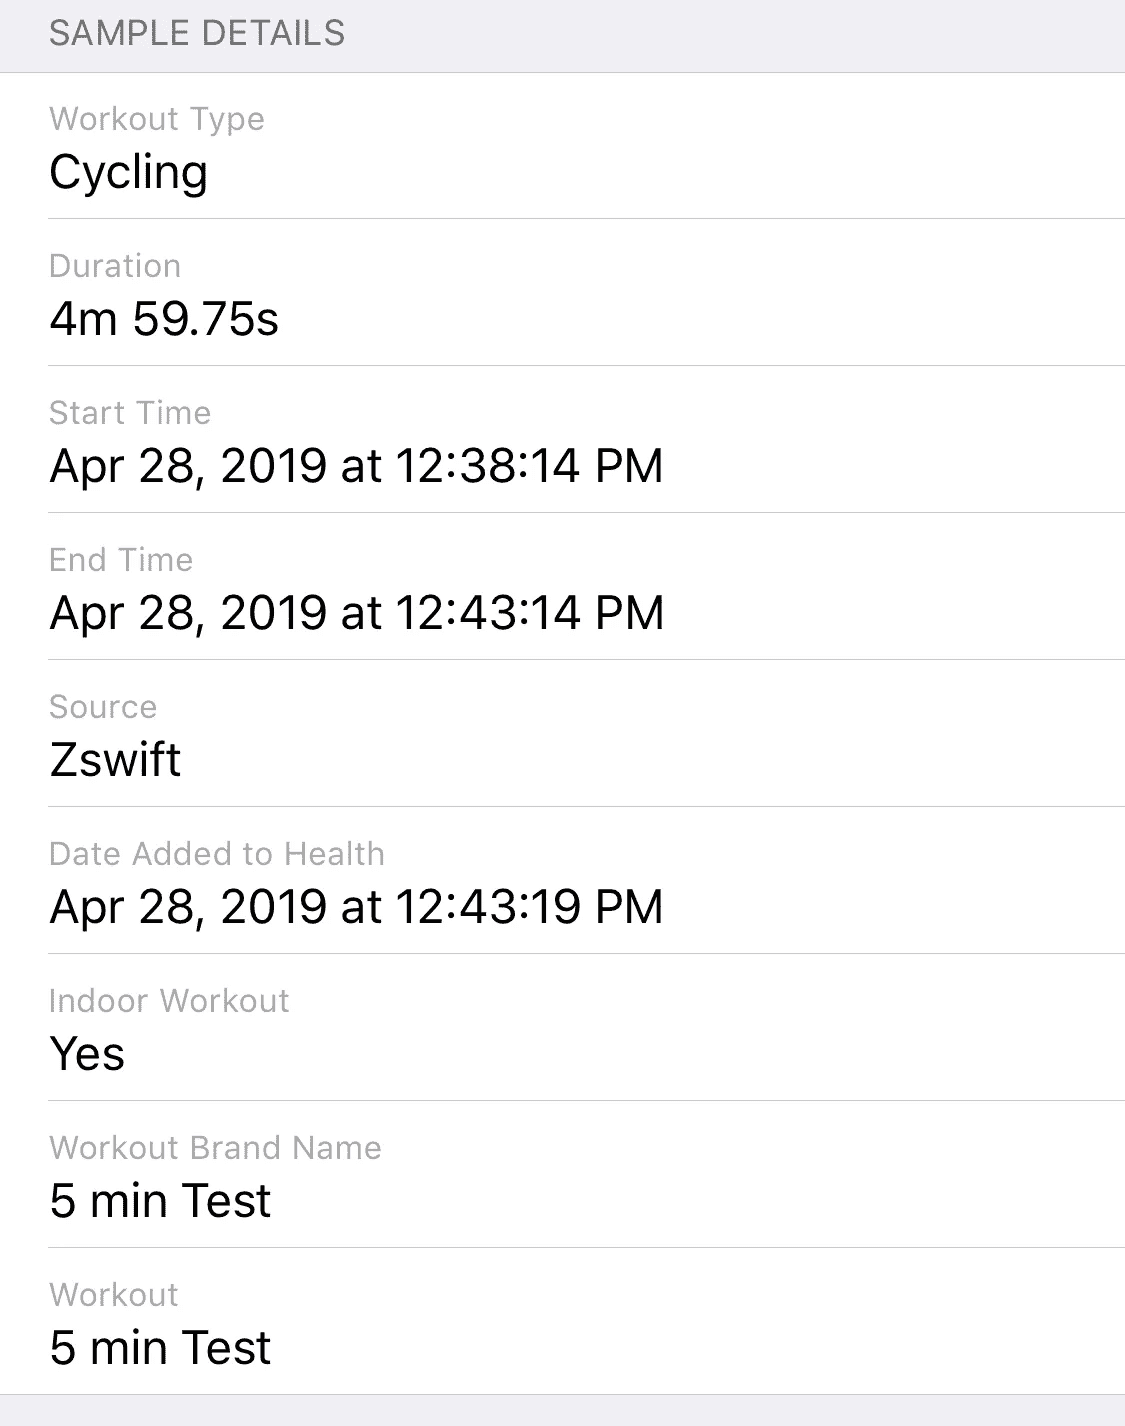 SAMPLE DETAILS
Workout Type
Cycling
Duration
4m 59.75s
Start Time
Apr 28, 2019 at 12:38:14 PM
End Time
Apr 28, 2019 at 12:43:14 PM
Source
Zswift
Date Added to Health
Apr 28, 2019 at 12:43:19 PM
Indoor Workout
Yes
Workout Brand Name
5 min Test
Workout
5 min Test